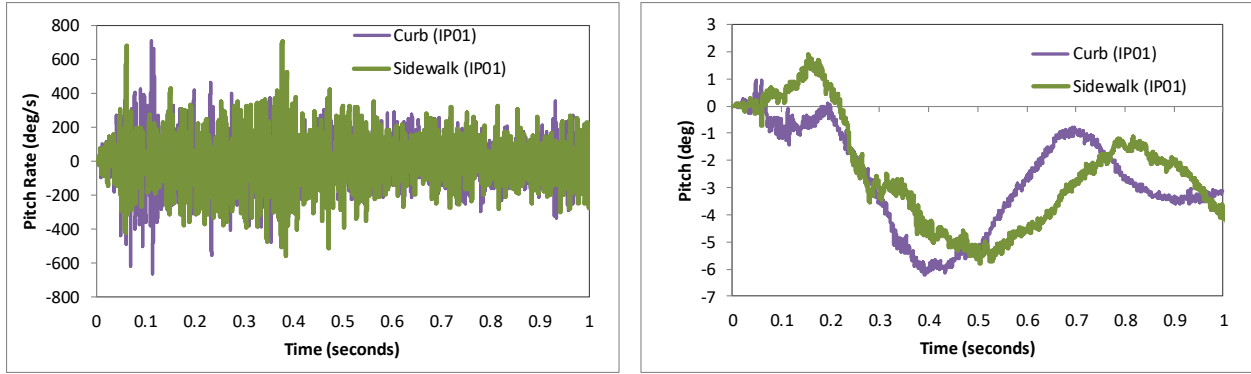 800
600
400
200
0
-200
-400
-600
-800
Pitch Rate (deg/s)
Curb (IP01)
Sidewalk (IP01)
0 0.1 0.2 0.3 0.4 0.5 0.6 0.7 0.8 0.9 1
Time (seconds)
3
2
1
0
-1
-2
-3
-4
-5
-6
-7
Pitch (deg)
Curb (IP01)
Sidewalk (IP01)
0 0.1 0.2 0.3 0.4 0.5 0.6 0.7 0.8 0.9 1
Time (seconds)